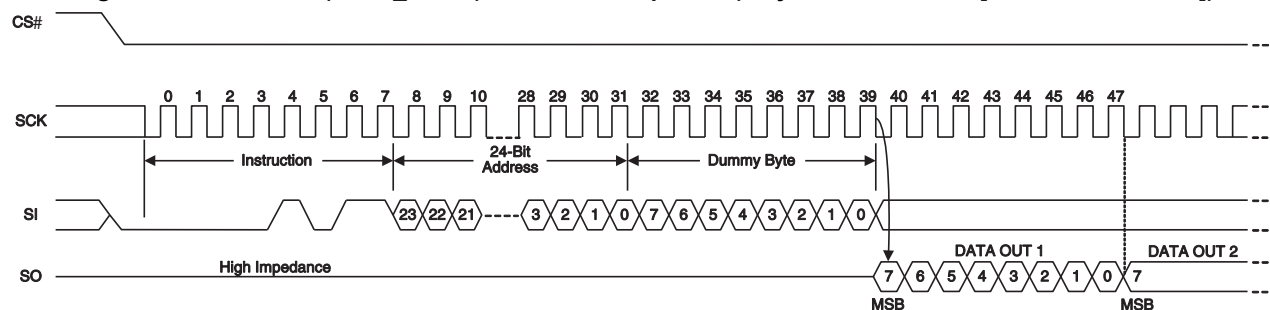 CS#
0 1 2 3 4 5 6 7 8 9 10 28 29 30 31 32 33 34 35 36 37 38 39 40 41 42 43 44 45 46 47
SCK
Instruction
24-Bit
Address
Dummy Byte
SI
23 22 21 3 2 1 0 7 6 5 4 3 2 1 0
DATA OUT 1
DATA OUT 2
High Impedance
SO
7 6 5 4 3 2 1 0 7
MSB
MSB